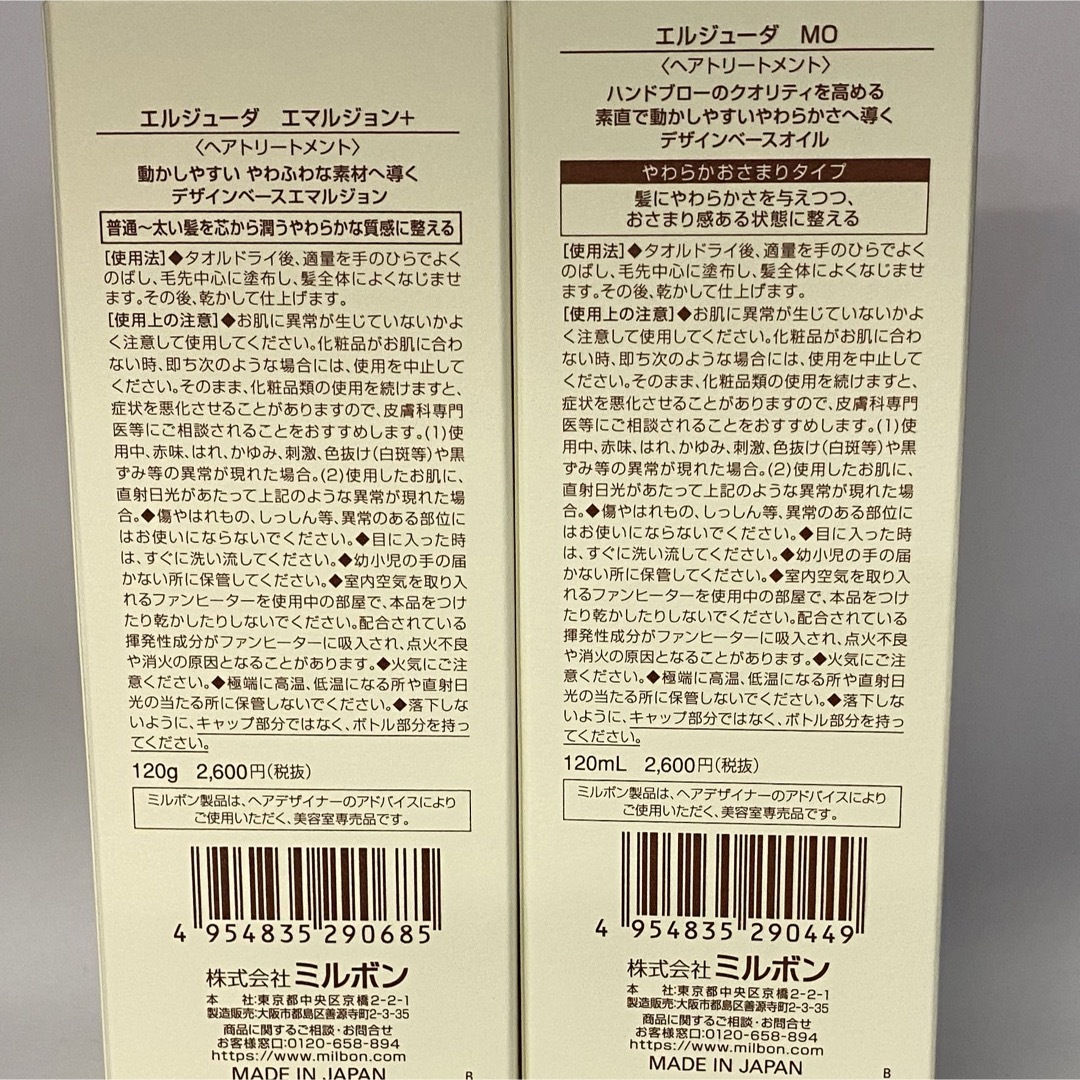 エルジューダ　エマルジョン+
〈ヘアトリートメント〉
動かしやすい やわふわな素材へ導く
デザインベースエマルジョン
普通〜太い髪を芯から潤うやわらかな質感に整える
[使用法]◆タオルドライ後、適量を手のひらでよく
のばし、毛先中心に塗布し、髪全体によくなじませ
ます。その後、乾かして仕上げます。
[使用上の注意]◆お肌に異常が生じていないかよ
く注意して使用してください。化粧品がお肌に合わ
ない時、即ち次のような場合には、使用を中止して
ください。そのまま、化粧品類の使用を続けますと、
症状を悪化させることがありますので、皮膚科専門
医等にご相談されることをおすすめします。(1)使
用中、赤味、はれ、かゆみ、刺激、色抜け(白斑等)や黒
ずみ等の異常が現れた場合。(2)使用したお肌に、
直射日光があたって上記のような異常が現れた場
合。◆傷やはれもの、しっしん等、異常のある部位に
はお使いにならないでください。◆目に入った時
は、すぐに洗い流してください。◆幼小児の手の届
かない所に保管してください。◆室内空気を取り入
れるファンヒーターを使用中の部屋で、本品をつけ
たり乾かしたりしないでください。配合されている
揮発性成分がファンヒーターに吸入され、点火不良
や消火の原因となることがあります。◆火気にご注
意ください。◆極端に高温、低温になる所や直射日
光の当たる所に保管しないでください。◆落下しな
いように、キャップ部分ではなく、ボトル部分を持っ
てください。
120g 2,600円(税抜)
ミルボン製品は、ヘアデザイナーのアドバイスにより
ご使用いただく、美容室専売品です。
4 954835 290685
株式会社 ミルボン
本　社:東京都中央区京橋2-2-1
製造販売:大阪市都島区善源寺町2-3-35
商品に関するご相談・お問合せ
お客様窓口:0120-658-894
https://www.milbon.com/
MADE IN JAPAN
B
エルジューダ　MO
〈ヘアトリートメント〉
ハンドブローのクオリティを高める
素直で動かしやすいやわらかさへ導く
デザインベースオイル
やわらかおさまりタイプ
髪にやわらかさを与えつつ、
おさまり感ある状態に整える
[使用法]◆タオルドライ後、適量を手のひらでよく
のばし、毛先中心に塗布し、髪全体によくなじませ
ます。その後、乾かして仕上げます。
[使用上の注意]◆お肌に異常が生じていないかよ
く注意して使用してください。化粧品がお肌に合わ
ない時、即ち次のような場合には、使用を中止して
ください。そのまま、化粧品類の使用を続けますと、
症状を悪化させることがありますので、皮膚科専門
医等にご相談されることをおすすめします。(1)使
用中、赤味、はれ、かゆみ、刺激、色抜け(白斑等)や黒
ずみ等の異常が現れた場合。(2)使用したお肌に、
直射日光があたって上記のような異常が現れた場
合。◆傷やはれもの、しっしん等、異常のある部位に
はお使いにならないでください。◆目に入った時
は、すぐに洗い流してください。◆幼小児の手の届
かない所に保管してください。◆室内空気を取り入
れるファンヒーターを使用中の部屋で、本品をつけ
たり乾かしたりしないでください。配合されている
揮発性成分がファンヒーターに吸入され、点火不良
や消火の原因となることがあります。◆火気にご注
意ください。◆極端に高温、低温になる所や直射日
光の当たる所に保管しないでください。◆落下しな
いように、キャップ部分ではなく、ボトル部分を持っ
てください。
120mL 2,600円(税抜)
ミルボン製品は、ヘアデザイナーのアドバイスにより
ご使用いただく、美容室専売品です。
4 954835 290449
株式会社 ミルボン
本　社:東京都中央区京橋2-2-1
製造販売:大阪市都島区善源寺町2-3-35
商品に関するご相談・お問合せ
お客様窓口:0120-658-894
https://www.milbon.com/
MADE IN JAPAN
B